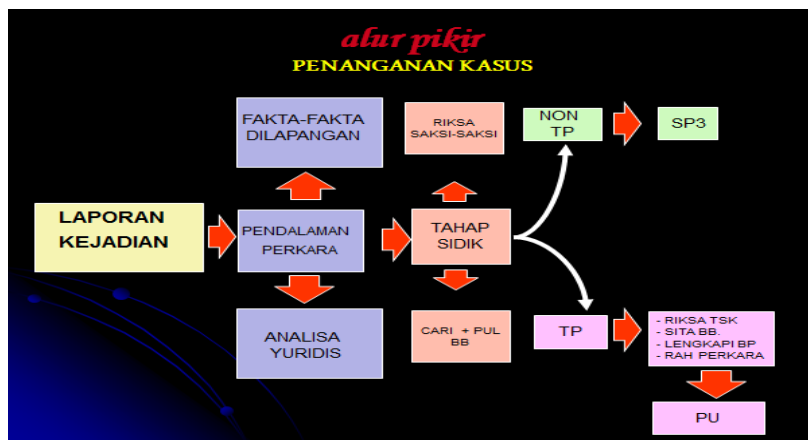 alur pikir
PENANGANAN KASUS
LAPORAN
KEJADIAN
FAKTA-FAKTA
DILAPANGAN
PENDALAMAN
PERKARA
ANALISA
YURIDIS
RIKSA
SAKSI-SAKSI
TAHAP
SIDIK
CARI + PUL
BB
NON
TP
SP3
TP
- RIKSA TSK
- SITA BB.
- LENGKAPI BP
- RAH PERKARA
PU